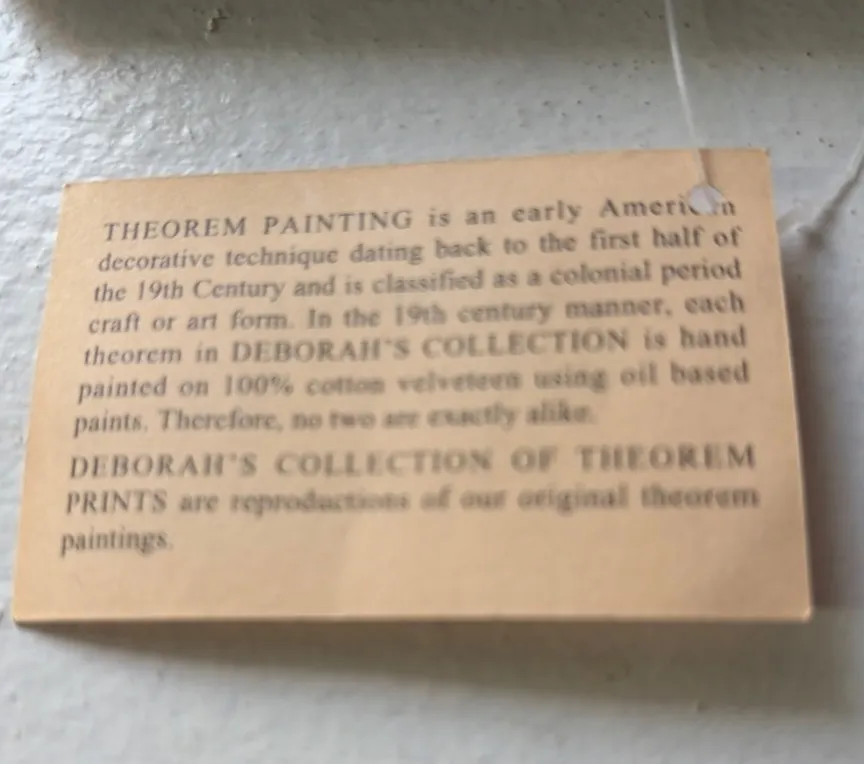 THEOREM PAINTING is an early American
decorative technique dating back to the first half of
the 19th Century and is classified as a colonial period
craft or art form. In the 19th century manner, each
theorem in DEBORAH'S COLLECTION is hand
painted on 100% cotton velveteen using oil based
paints. Therefore, no two are exactly alike.
DEBORAH'S COLLECTION OF THEOREM
PRINTS are reproductions of our original theorem
paintings.